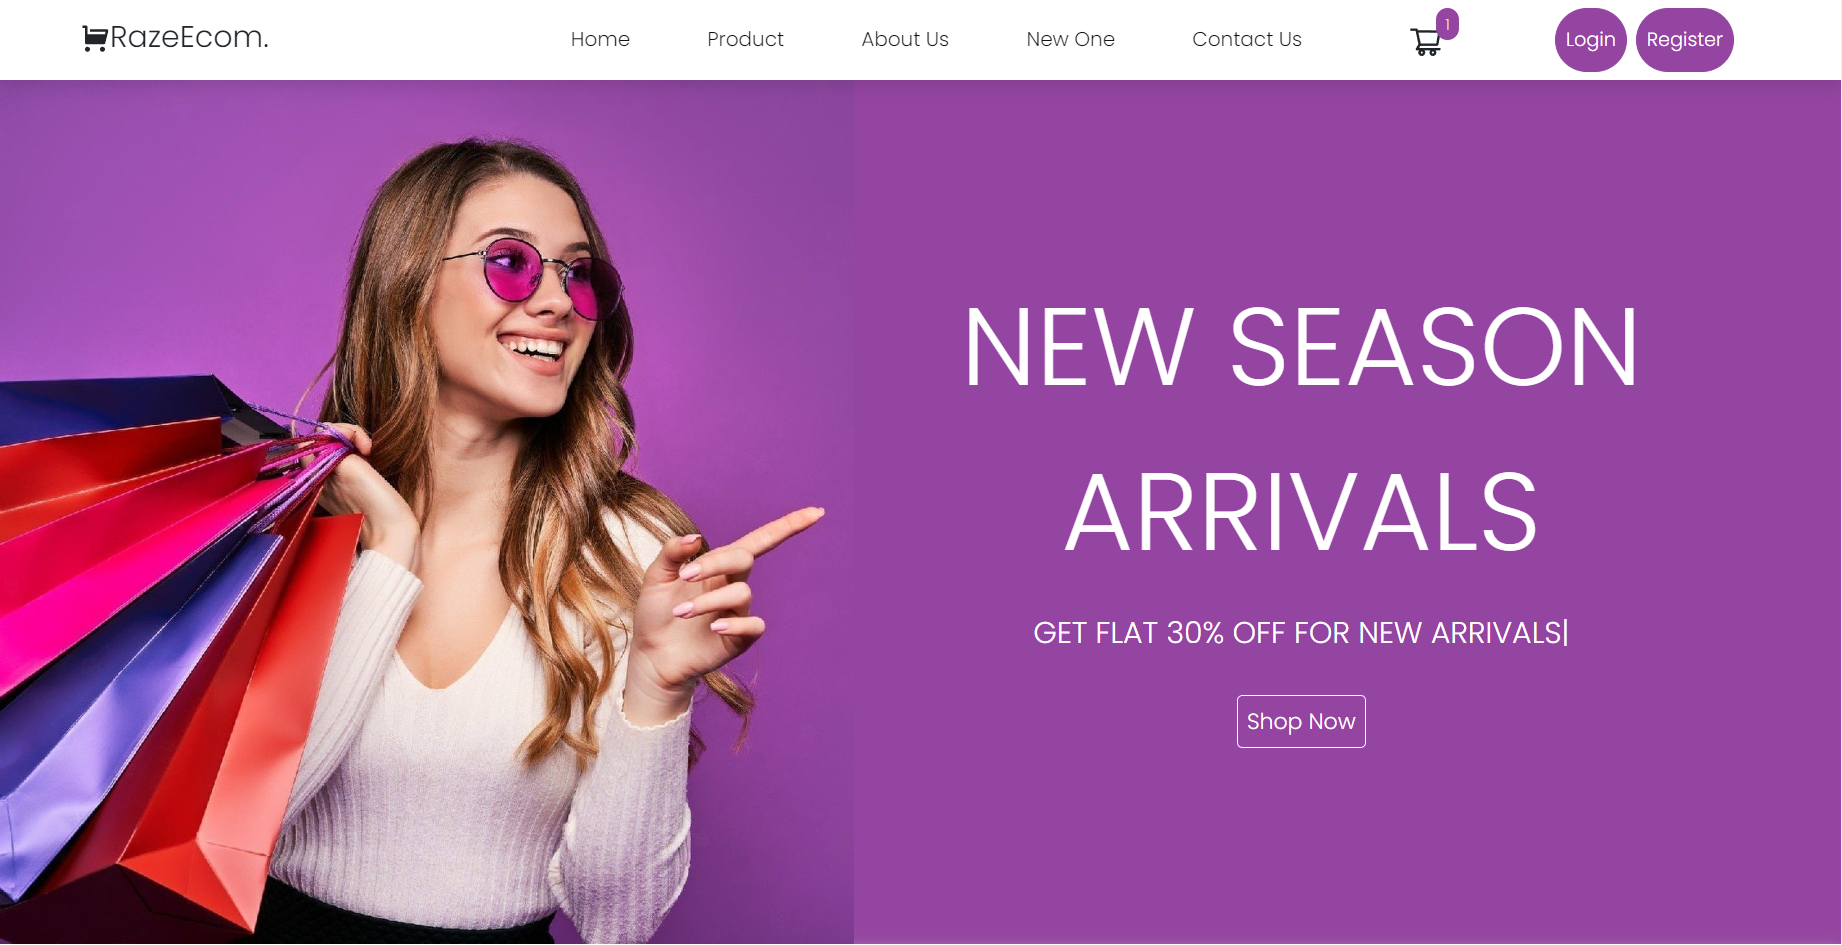 RazeEcom.
Home
Product
About Us
New One
Contact Us
1
Login
Register
NEW SEASON
ARRIVALS
GET FLAT 30% OFF FOR NEW ARRIVALS|
Shop Now